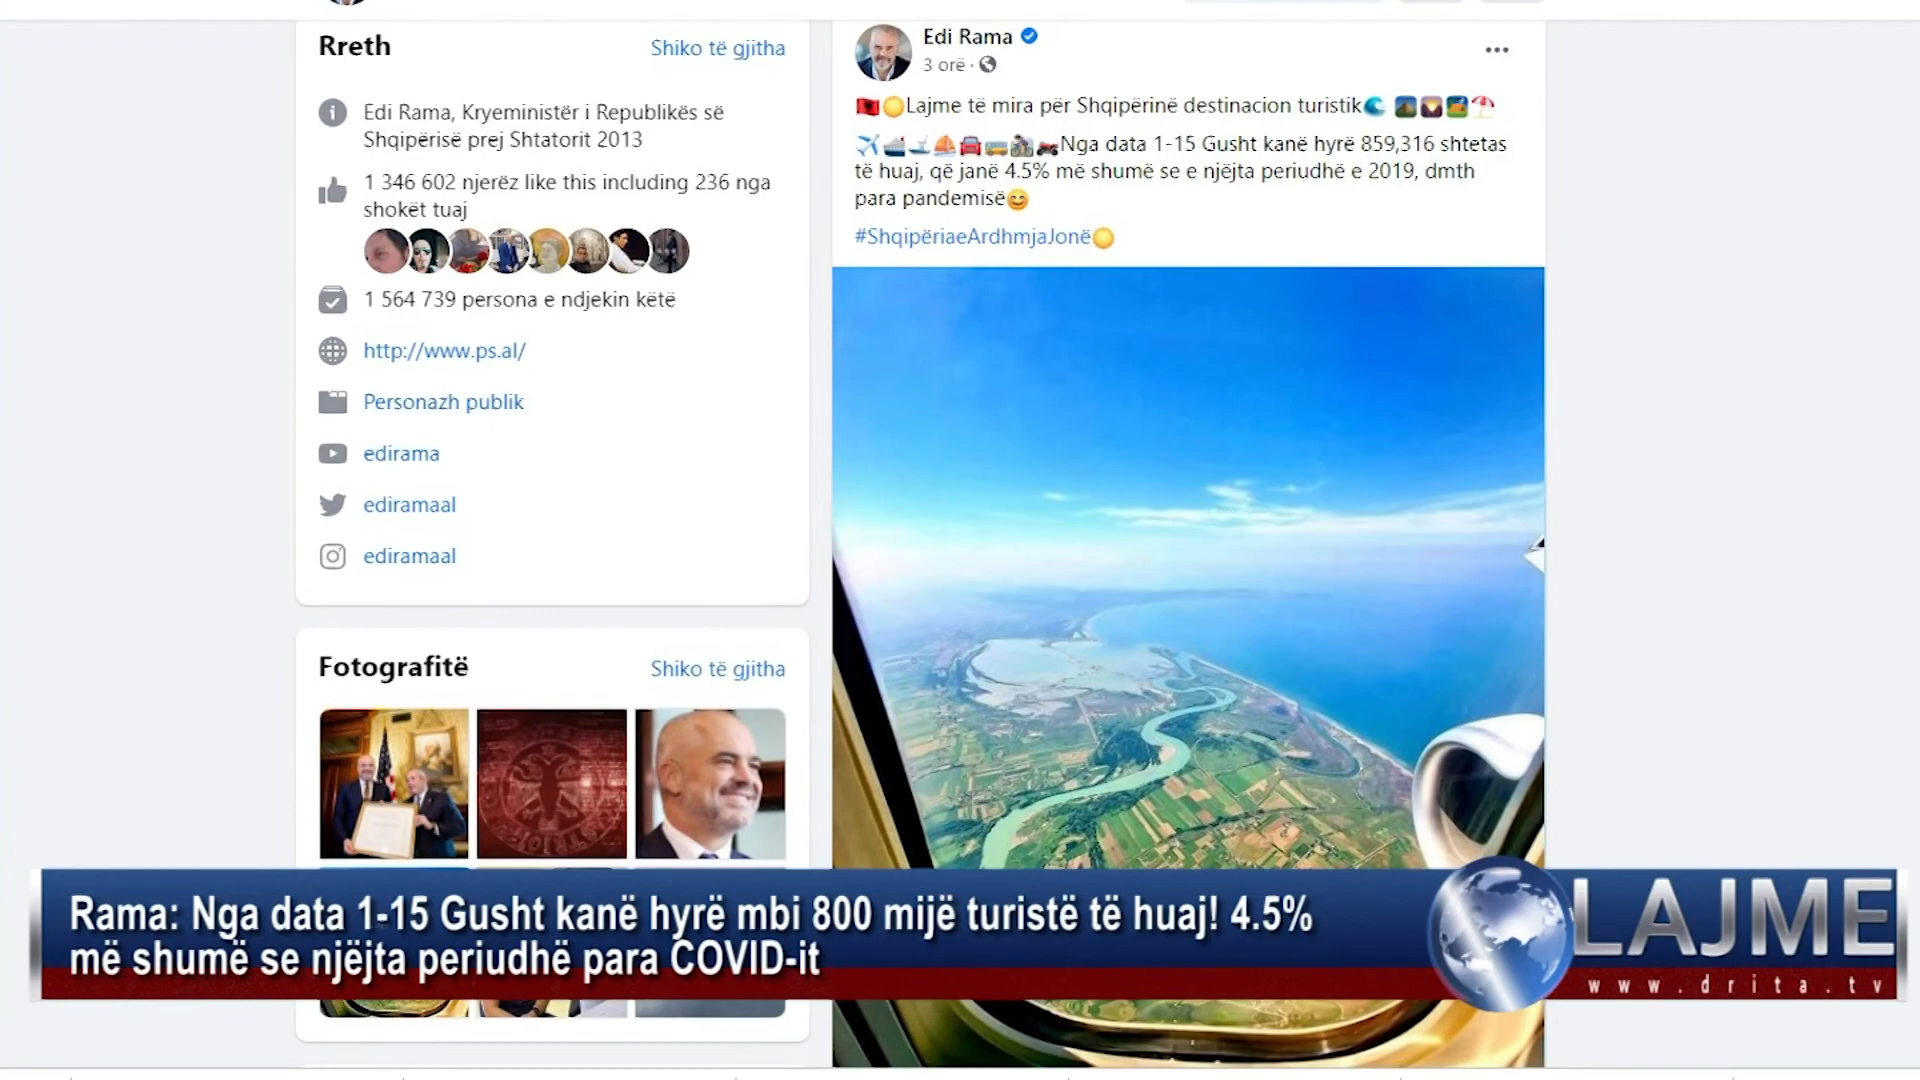 Rreth
Shiko të gjitha
Edi Rama, Kryeministër i Republikës së
Shqipërisë prej Shtatorit 2013
1 346 602 njerëz like this including 236 nga
shokët tuaj
1 564 739 persona e ndjekin këtë
http://www.ps.al/
Personazh publik
edirama
ediramaal
ediramaal
Fotografitë
Shiko të gjitha
Edi Rama
3 orë ·
🇦🇱🌞Lajme të mira për Shqipërinë destinacion turistik🌊
Nga data 1-15 Gusht kanë hyrë 859,316 shtetas
të huaj, që janë 4.5% më shumë se e njëjta periudhë e 2019, dmth
para pandemisë😊
#ShqipëriaeArdhmjaJonë🌞
Rama: Nga data 1-15 Gusht kanë hyrë mbi 800 mijë turistë të huaj! 4.5%
më shumë se njëjta periudhë para COVID-it
LAJME
www.drita.tv